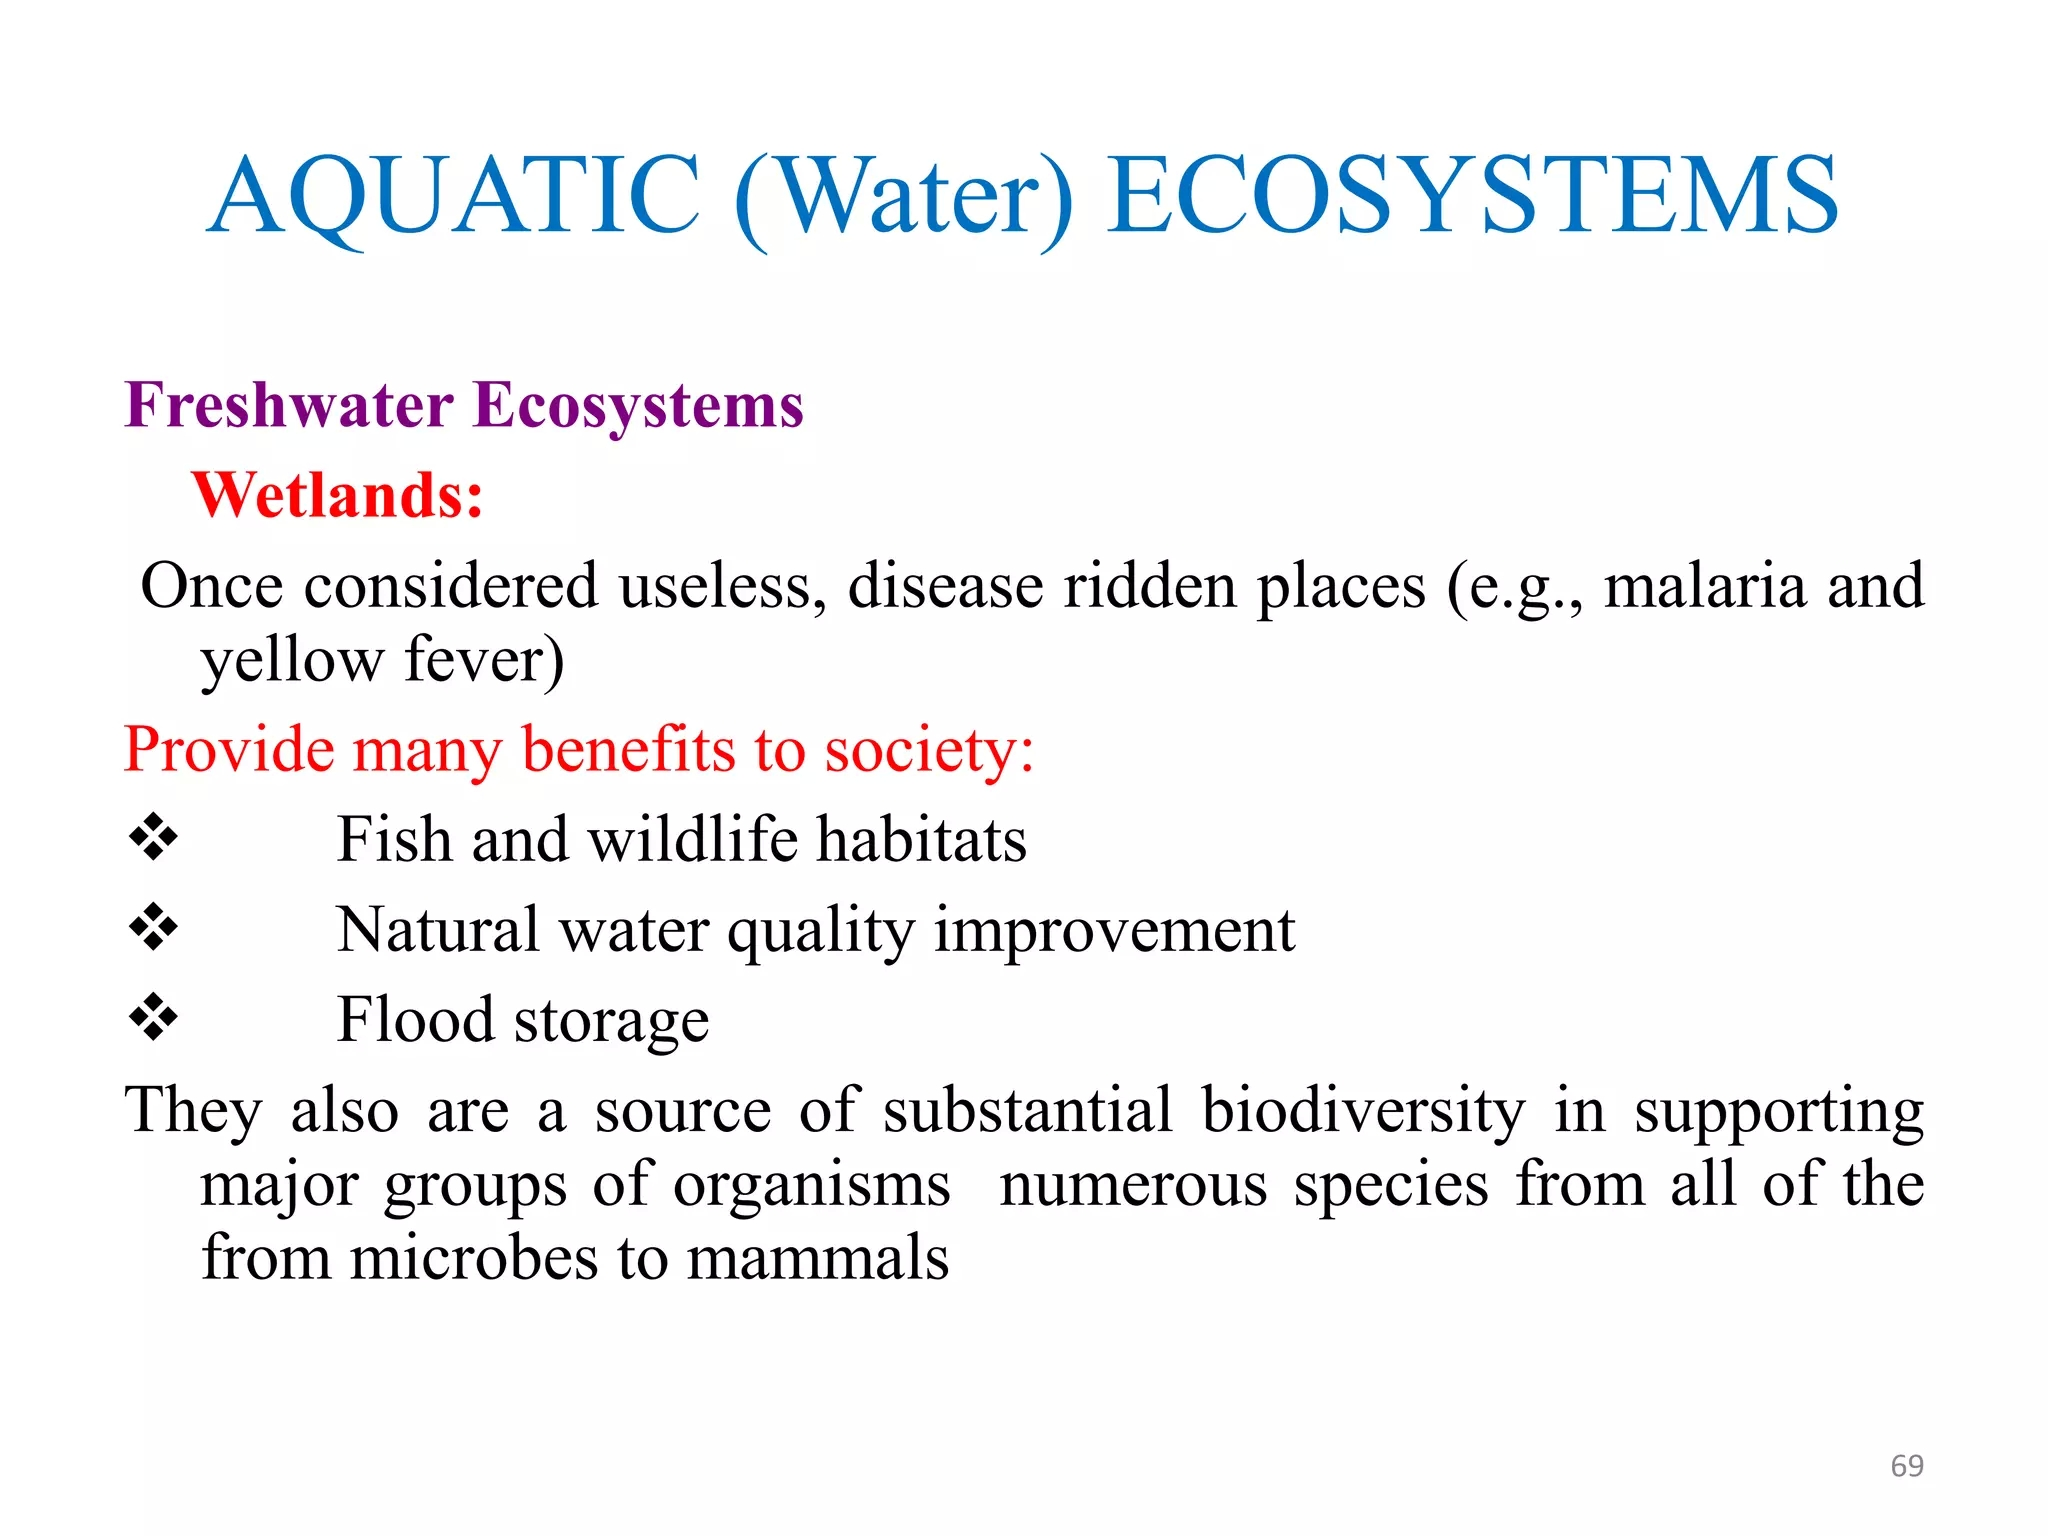 AQUATIC (Water) ECOSYSTEMS
Freshwater Ecosystems
Wetlands:
Once considered useless, disease ridden places (e.g., malaria and
yellow fever)
Provide many benefits to society:
❖ Fish and wildlife habitats
❖ Natural water quality improvement
❖ Flood storage
They also are a source of substantial biodiversity in supporting
major groups of organisms  numerous species from all of the
from microbes to mammals
69